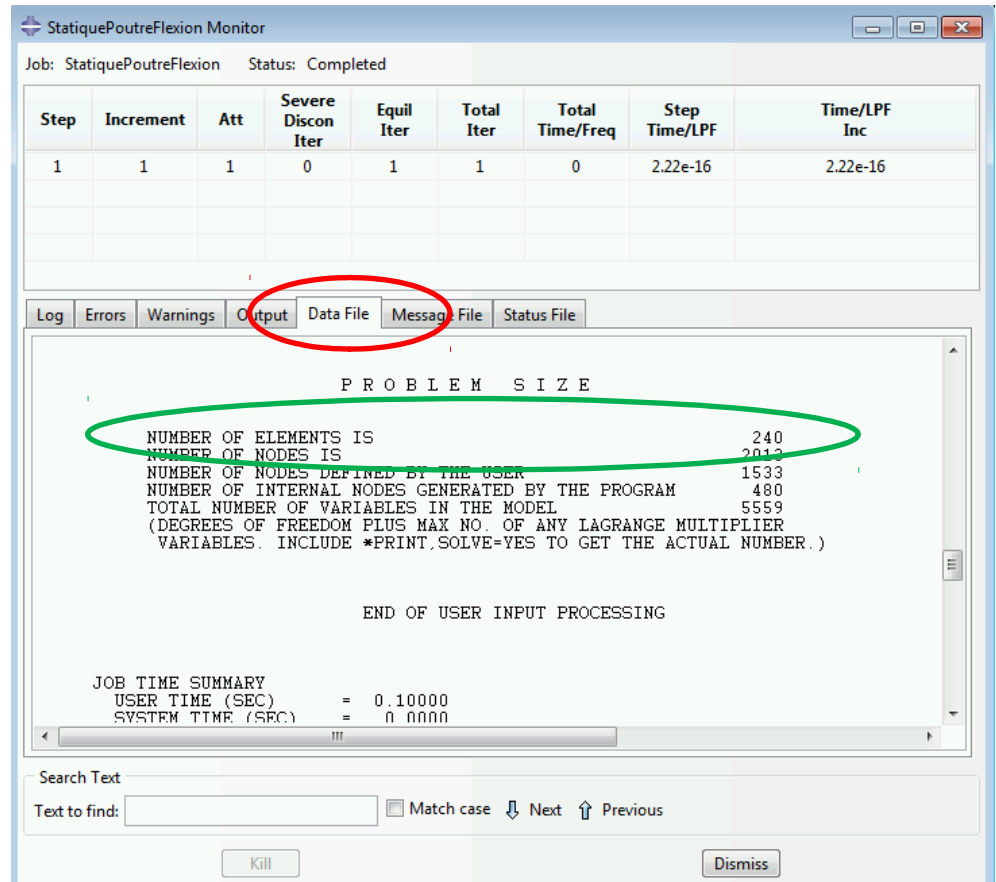 StatiquePoutreFlexion Monitor
Job: StatiquePoutreFlexion Status: Completed
Step Increment Att Severe Discon Iter Equil Iter Total Iter Total Time/Freq Step Time/LPF Time/LPF Inc
1 1 1 0 1 1 0 2.22e-16 2.22e-16
Log Errors Warnings Output Data File Message File Status File
P R O B L E M S I Z E
NUMBER OF ELEMENTS IS 240
NUMBER OF NODES IS 2013
NUMBER OF NODES DEFINED BY THE USER 1533
NUMBER OF INTERNAL NODES GENERATED BY THE PROGRAM 480
TOTAL NUMBER OF VARIABLES IN THE MODEL 5559
(DEGREES OF FREEDOM PLUS MAX NO. OF ANY LAGRANGE MULTIPLIER
VARIABLES. INCLUDE *PRINT,SOLVE=YES TO GET THE ACTUAL NUMBER.)
END OF USER INPUT PROCESSING
JOB TIME SUMMARY
USER TIME (SEC) = 0.10000
SYSTEM TIME (SEC) = 0.0000
Search Text
Text to find: Match case Next Previous
Kill Dismiss